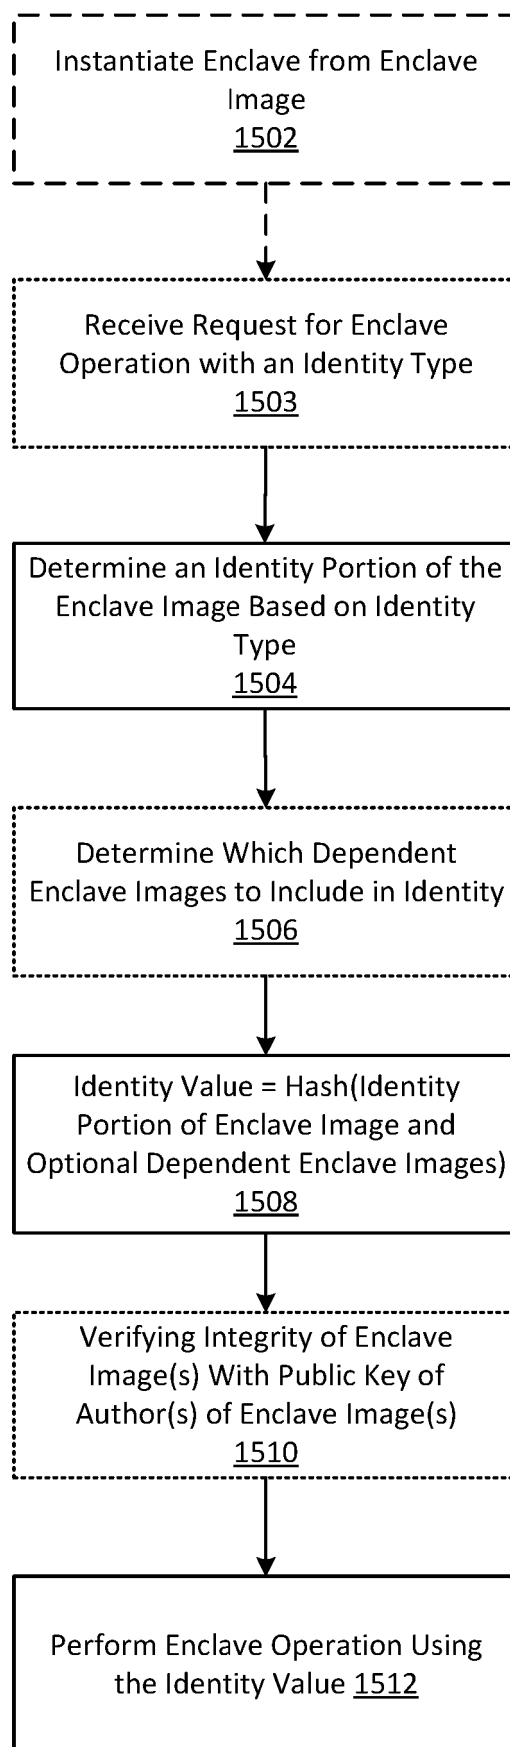 Instantiate Enclave from Enclave
Image
1502
Receive Request for Enclave
Operation with an Identity Type
1503
Determine an Identity Portion of the
Enclave Image Based on Identity
Type
1504
Determine Which Dependent
Enclave Images to Include in Identity
1506
Identity Value = Hash(Identity
Portion of Enclave Image and
Optional Dependent Enclave Images)
1508
Verifying Integrity of Enclave
Image(s) With Public Key of
Author(s) of Enclave Image(s)
1510
Perform Enclave Operation Using
the Identity Value 1512